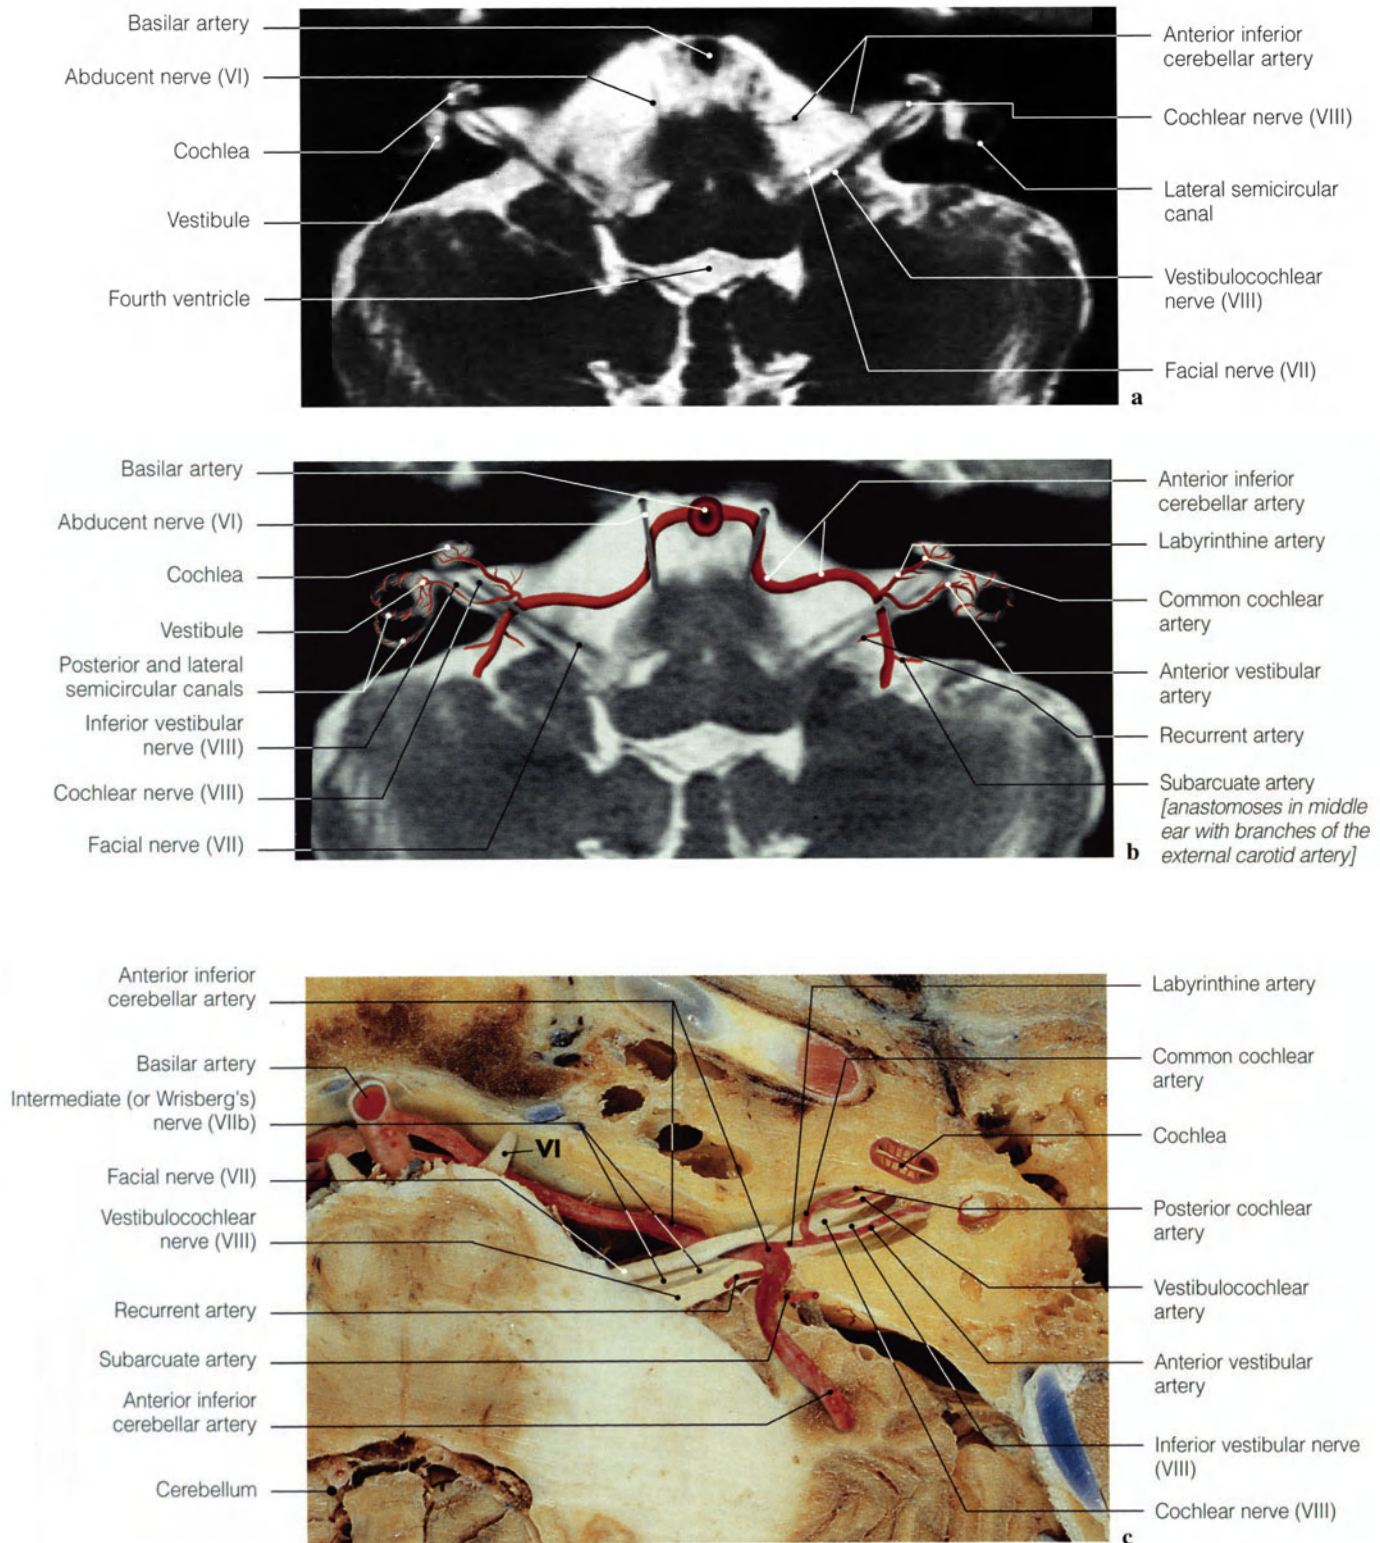 Basilar artery
Abducent nerve (VI)
Cochlea
Vestibule
Fourth ventricle
Anterior inferior
cerebellar artery
Cochlear nerve (VIII)
Lateral semicircular
canal
Vestibulocochlear
nerve (VIII)
Facial nerve (VII)
a
Basilar artery
Abducent nerve (VI)
Cochlea
Vestibule
Posterior and lateral
semicircular canals
Inferior vestibular
nerve (VIII)
Cochlear nerve (VIII)
Facial nerve (VII)
Anterior inferior
cerebellar artery
Labyrinthine artery
Common cochlear
artery
Anterior vestibular
artery
Recurrent artery
Subarcuate artery
[anastomoses in middle
ear with branches of the
external carotid artery]
b
Anterior inferior
cerebellar artery
Basilar artery
Intermediate (or Wrisberg's)
nerve (VIIb)
Facial nerve (VII)
Vestibulocochlear
nerve (VIII)
Recurrent artery
Subarcuate artery
Anterior inferior
cerebellar artery
Cerebellum
VI
Labyrinthine artery
Common cochlear
artery
Cochlea
Posterior cochlear
artery
Vestibulocochlear
artery
Anterior vestibular
artery
Inferior vestibular nerve
(VIII)
Cochlear nerve (VIII)
c